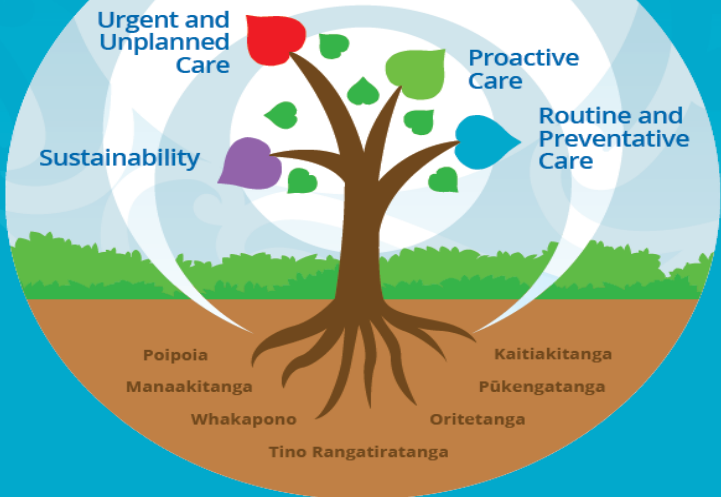 Urgent and
Unplanned
Care
Proactive
Care
Routine and
Preventative
Care
Sustainability
Poipoia
Kaitiakitanga
Manaakitanga
Pūkengatanga
Whakapono
Oritetanga
Tino Rangatiratanga